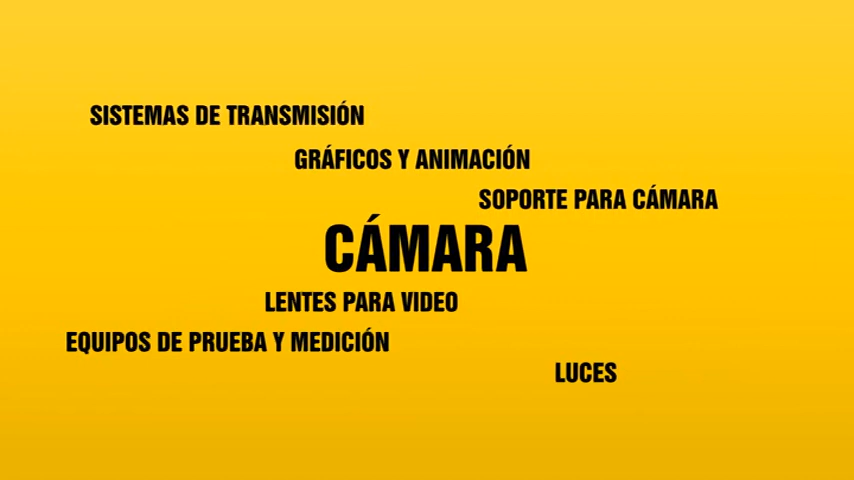 SISTEMAS DE TRANSMISIÓN
GRÁFICOS Y ANIMACIÓN
SOPORTE PARA CÁMARA
CÁMARA
LENTES PARA VIDEO
EQUIPOS DE PRUEBA Y MEDICIÓN
LUCES